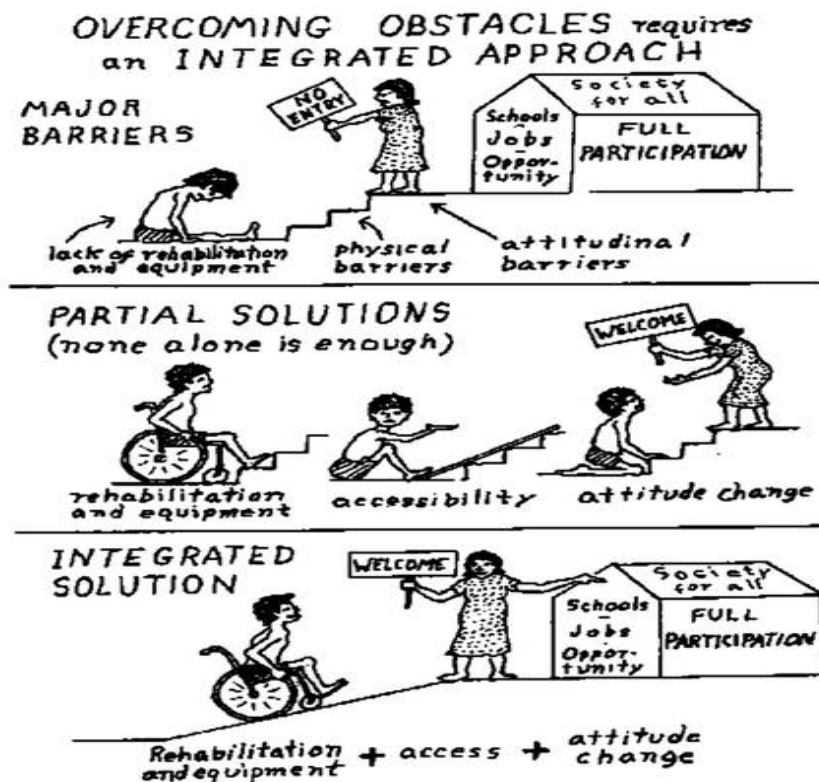 OVERCOMING OBSTACLES requires
an INTEGRATED APPROACH
MAJOR
BARRIERS
NO
ENTRY
Society
for all
Schools
-
Jobs
-
Oppor-
tunity
FULL
PARTICIPATION
lack of rehabilitation
and equipment
physical
barriers
attitudinal
barriers
PARTIAL SOLUTIONS
(none alone is enough)
WELCOME
rehabilitation
and equipment
accessibility
attitude change
INTEGRATED
SOLUTION
WELCOME
Society
for all
Schools
-
Jobs
-
Oppor-
tunity
FULL
PARTICIPATION
Rehabilitation
and equipment + access + attitude
change